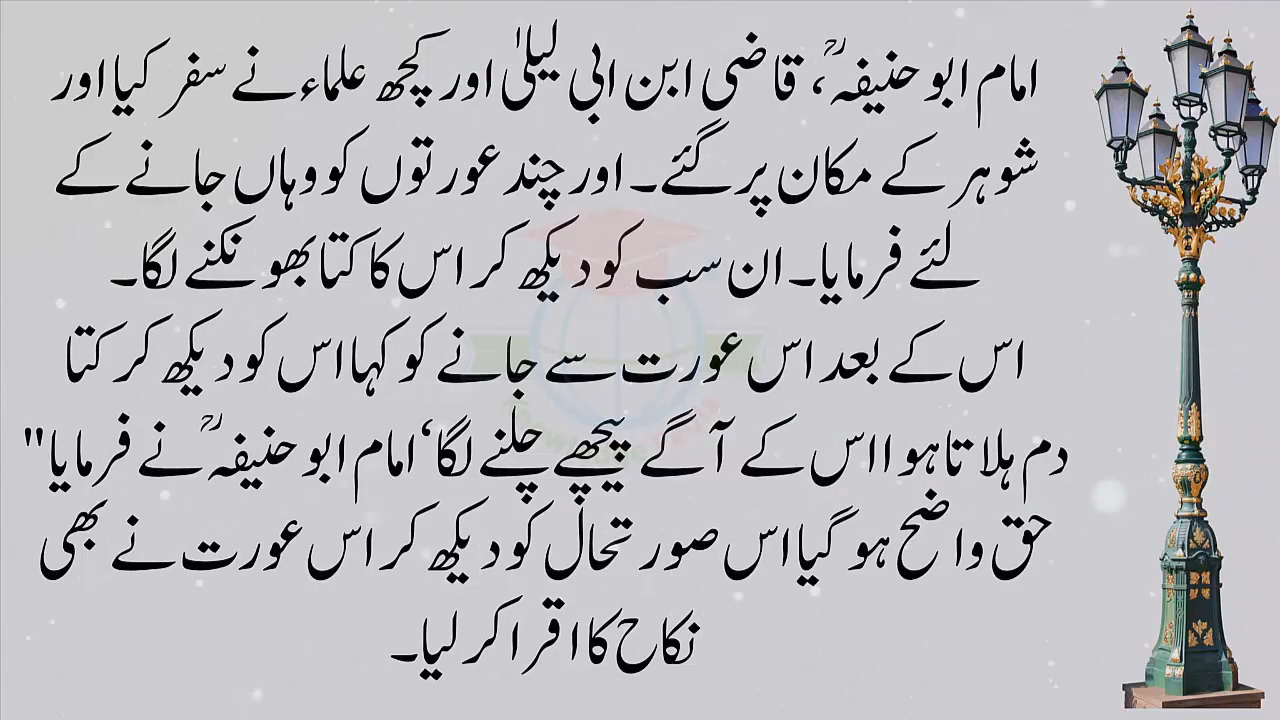 امام ابو حنیفہؒ، قاضی ابن ابی لیلیٰ اور کچھ علماء نے سفر کیا اور
شوہر کے مکان پر گئے۔ اور چند عورتوں کو وہاں جانے کے
لئے فرمایا۔ ان سب کو دیکھ کر اس کا کتا بھونکنے لگا۔
اس کے بعد اس عورت سے جانے کو کہا اس کو دیکھ کر کتا
دم ہلاتا ہوا اس کے آگے پیچھے چلنے لگا‘ امام ابو حنیفہؒ نے فرمایا"
حق واضح ہو گیا اس صورتحال کو دیکھ کر اس عورت نے بھی
نکاح کا اقرا کر لیا۔